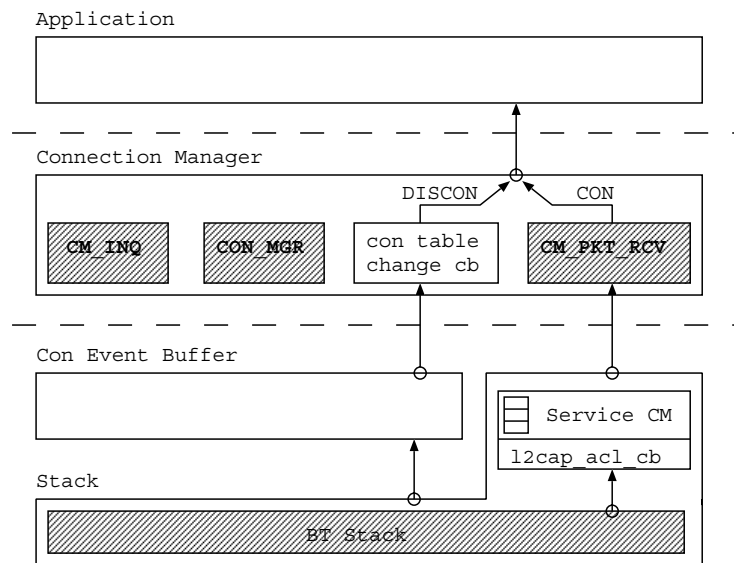 Application
Connection Manager
DISCON CON
CM_INQ CON_MGR con table CM_PKT_RCV
change cb
Con Event Buffer
Service CM
l2cap_acl_cb
Stack
BT Stack